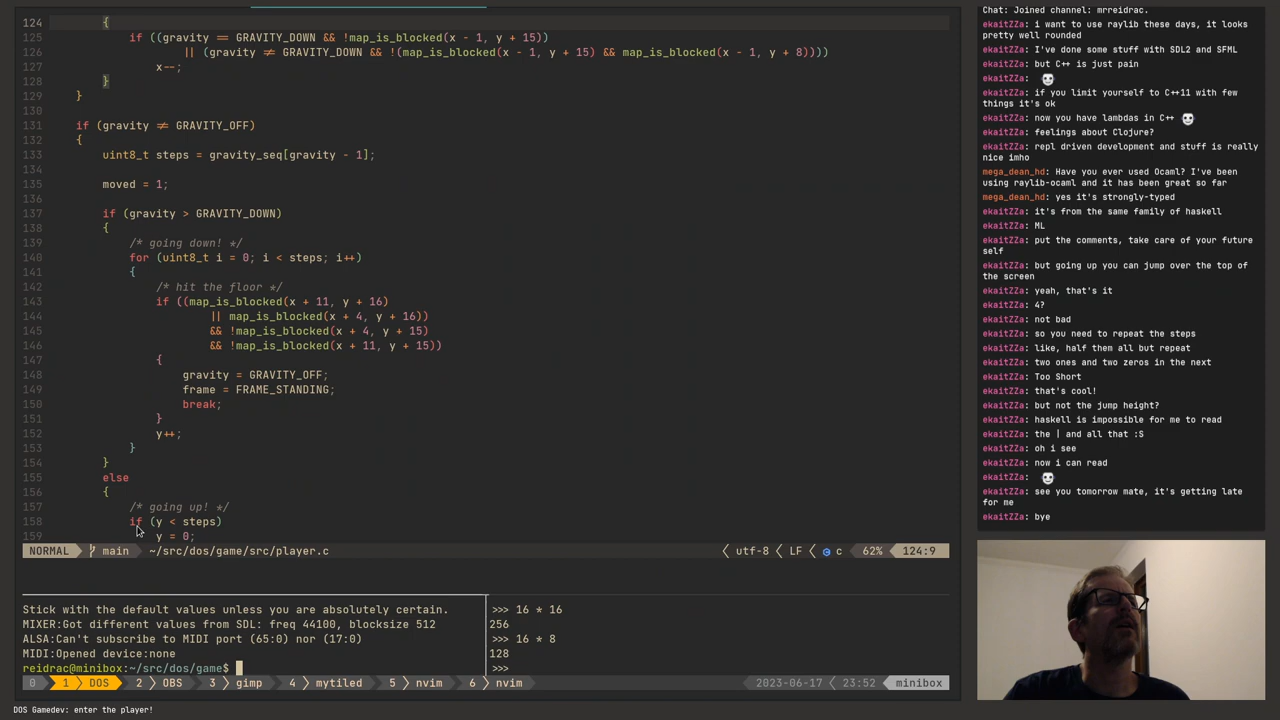 124         {
125             if ((gravity == GRAVITY_DOWN && !map_is_blocked(x - 1, y + 15))
126                     || (gravity ≠ GRAVITY_DOWN && !(map_is_blocked(x - 1, y + 15) && map_is_blocked(x - 1, y + 8))))
127                 x--;
128         }
129     }
130
131     if (gravity ≠ GRAVITY_OFF)
132     {
133         uint8_t steps = gravity_seq[gravity - 1];
134
135         moved = 1;
136
137         if (gravity > GRAVITY_DOWN)
138         {
139             /* going down! */
140             for (uint8_t i = 0; i < steps; i++)
141             {
142                 /* hit the floor */
143                 if ((map_is_blocked(x + 11, y + 16)
144                         || map_is_blocked(x + 4, y + 16))
145                         && !map_is_blocked(x + 4, y + 15)
146                         && !map_is_blocked(x + 11, y + 15))
147                 {
148                     gravity = GRAVITY_OFF;
149                     frame = FRAME_STANDING;
150                     break;
151                 }
152                 y++;
153             }
154         }
155         else
156         {
157             /* going up! */
158             if (y < steps)
159                 y = 0;
NORMAL main ~/src/dos/game/src/player.c utf-8 LF c 62% 124:9
Stick with the default values unless you are absolutely certain.
MIXER:Got different values from SDL: freq 44100, blocksize 512
ALSA:Can't subscribe to MIDI port (65:0) nor (17:0)
MIDI:Opened device:none
reidrac@minibox:~/src/dos/game$
>>> 16 * 16
256
>>> 16 * 8
128
>>>
0 1 DOS 2 OBS 3 gimp 4 mytiled 5 nvim 6 nvim 2023-06-17 23:52 minibox
DOS Gamedev: enter the player!
Chat: Joined channel: mrreidrac.
ekaitZZa: i want to use raylib these days, it looks
pretty well rounded
ekaitZZa: I've done some stuff with SDL2 and SFML
ekaitZZa: but C++ is just pain
ekaitZZa:
ekaitZZa: if you limit yourself to C++11 with few
things it's ok
ekaitZZa: now you have lambdas in C++
ekaitZZa: feelings about Clojure?
ekaitZZa: repl driven development and stuff is really
nice imho
mega_dean_hd: Have you ever used Ocaml? I've been
using raylib-ocaml and it has been great so far
mega_dean_hd: yes it's strongly-typed
ekaitZZa: it's from the same family of haskell
ekaitZZa: ML
ekaitZZa: put the comments, take care of your future
self
ekaitZZa: but going up you can jump over the top of
the screen
ekaitZZa: yeah, that's it
ekaitZZa: 4?
ekaitZZa: not bad
ekaitZZa: so you need to repeat the steps
ekaitZZa: like, half them all but repeat
ekaitZZa: two ones and two zeros in the next
ekaitZZa: Too Short
ekaitZZa: that's cool!
ekaitZZa: but not the jump height?
ekaitZZa: haskell is impossible for me to read
ekaitZZa: the | and all that :S
ekaitZZa: oh i see
ekaitZZa: now i can read
ekaitZZa:
ekaitZZa: see you tomorrow mate, it's getting late
for me
ekaitZZa: bye